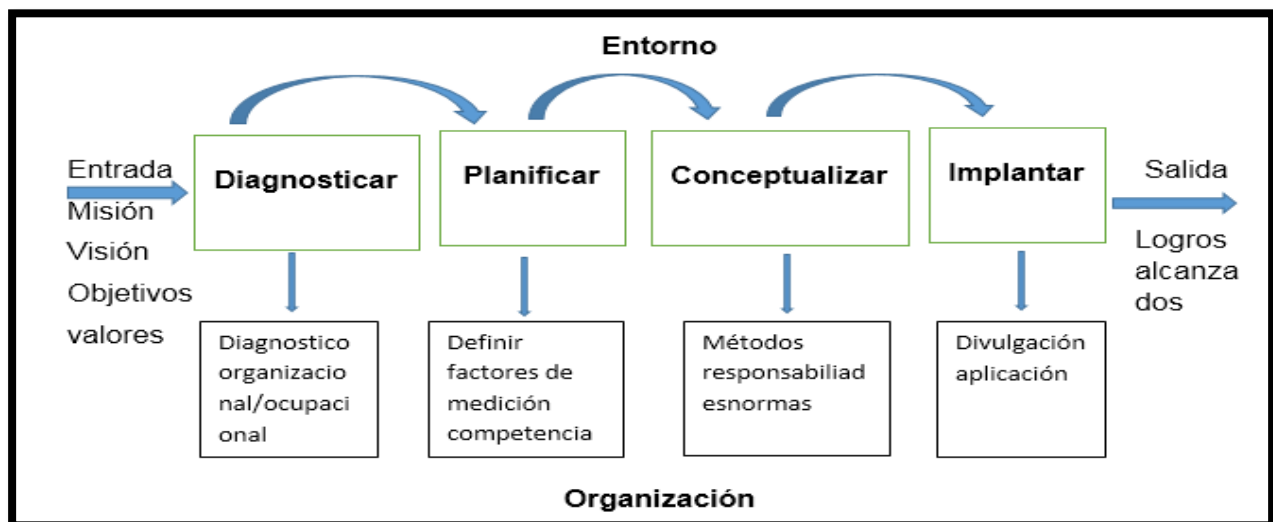 Entorno
Entrada
Misión
Visión
Objetivos
valores
Diagnosticar
Planificar
Conceptualizar
Implantar
Salida
Logros
alcanza
dos
Diagnostico
organizacio
nal/ocupaci
onal
Definir
factores de
medición
competencia
Métodos
responsabiliad
esnormas
Divulgación
aplicación
Organización